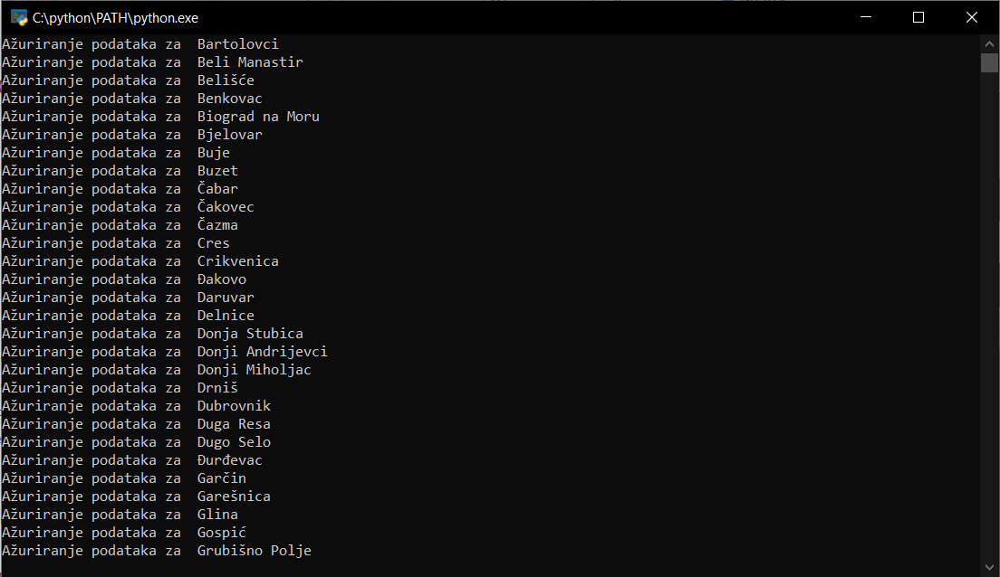 C:\python\PATH\python.exe
Ažuriranje podataka za  Bartolovci
Ažuriranje podataka za  Beli Manastir
Ažuriranje podataka za  Belišće
Ažuriranje podataka za  Benkovac
Ažuriranje podataka za  Biograd na Moru
Ažuriranje podataka za  Bjelovar
Ažuriranje podataka za  Buje
Ažuriranje podataka za  Buzet
Ažuriranje podataka za  Čabar
Ažuriranje podataka za  Čakovec
Ažuriranje podataka za  Čazma
Ažuriranje podataka za  Cres
Ažuriranje podataka za  Crikvenica
Ažuriranje podataka za  Đakovo
Ažuriranje podataka za  Daruvar
Ažuriranje podataka za  Delnice
Ažuriranje podataka za  Donja Stubica
Ažuriranje podataka za  Donji Andrijevci
Ažuriranje podataka za  Donji Miholjac
Ažuriranje podataka za  Drniš
Ažuriranje podataka za  Dubrovnik
Ažuriranje podataka za  Duga Resa
Ažuriranje podataka za  Dugo Selo
Ažuriranje podataka za  Đurđevac
Ažuriranje podataka za  Garčin
Ažuriranje podataka za  Garešnica
Ažuriranje podataka za  Glina
Ažuriranje podataka za  Gospić
Ažuriranje podataka za  Grubišno Polje